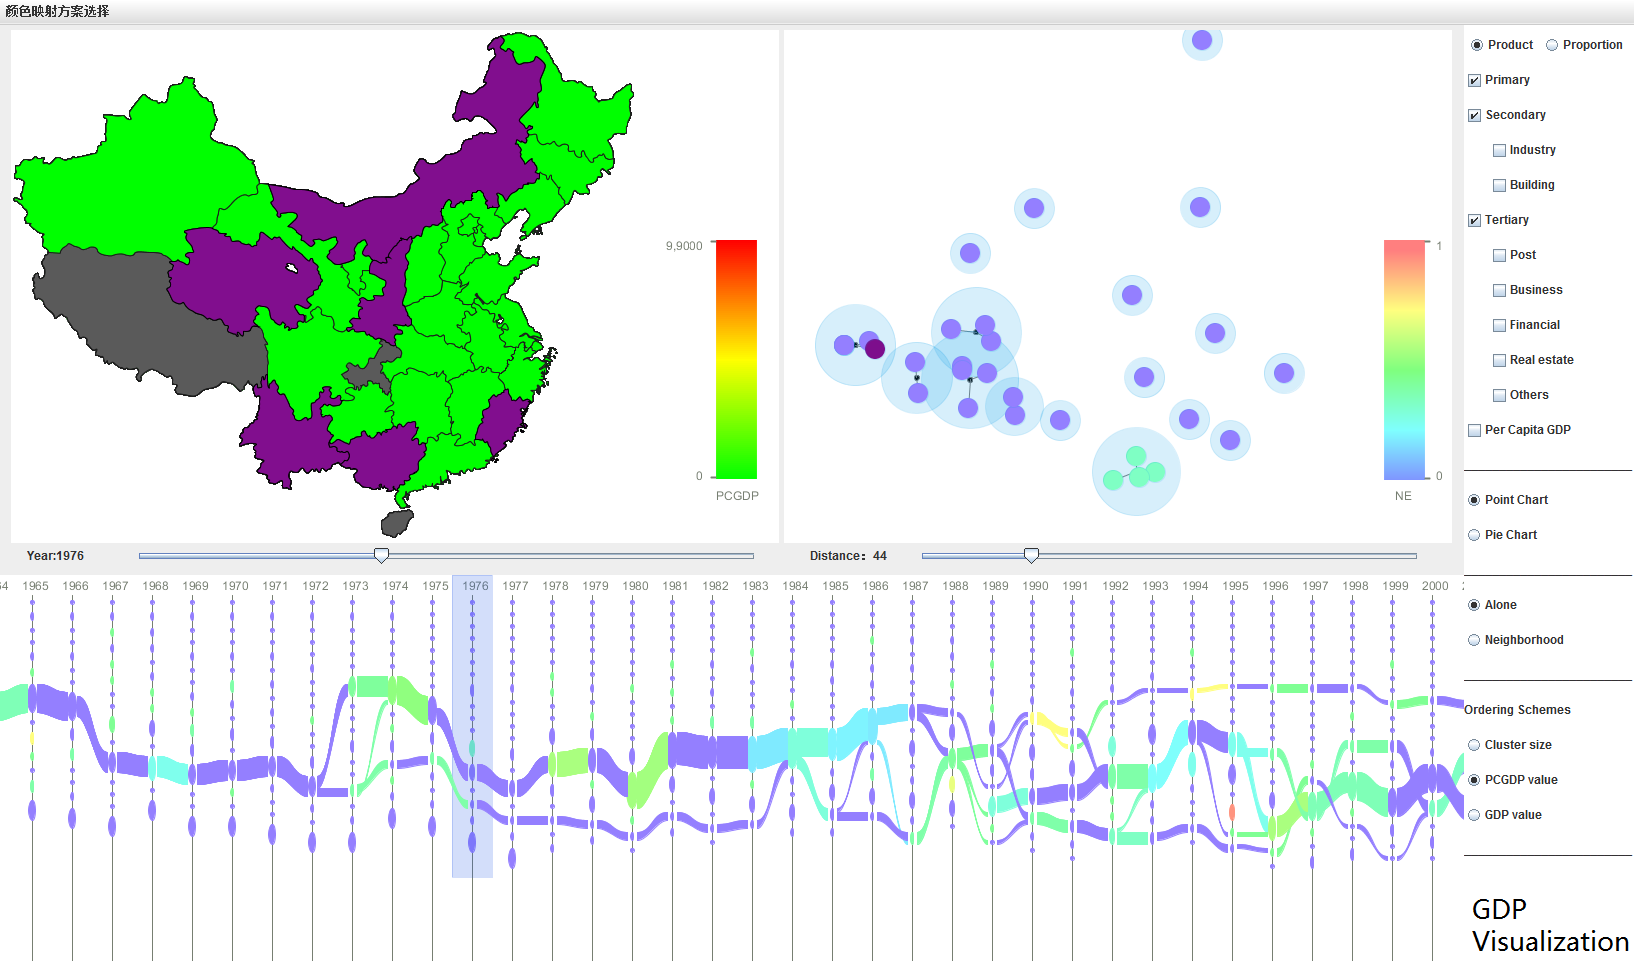 颜色映射方案选择
9,9000
0
PCGDP
1
0
NE
Product Proportion
Primary
Secondary
Industry
Building
Tertiary
Post
Business
Financial
Real estate
Others
Per Capita GDP
Point Chart
Pie Chart
Alone
Neighborhood
Ordering Schemes
Cluster size
PCGDP value
GDP value
GDP
Visualization
Year:1976
Distance: 44
1965 1966 1967 1968 1969 1970 1971 1972 1973 1974 1975 1976 1977 1978 1979 1980 1981 1982 1983 1984 1985 1986 1987 1988 1989 1990 1991 1992 1993 1994 1995 1996 1997 1998 1999 2000